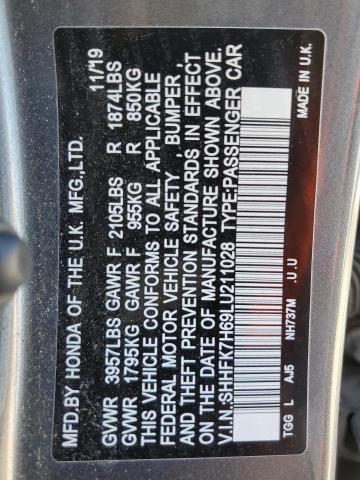 MFD.BY HONDA OF THE U.K. MFG.,LTD. 11/19
GVWR 3957LBS GAWR F 2105LBS R 1874LBS
GVWR 1795KG GAWR F 955KG R 850KG
THIS VEHICLE CONFORMS TO ALL APPLICABLE
FEDERAL MOTOR VEHICLE SAFETY , BUMPER ,
AND THEFT PREVENTION STANDARDS IN EFFECT
ON THE DATE OF MANUFACTURE SHOWN ABOVE.
V.I.N.:SHHFK7H69LU211028 TYPE:PASSENGER CAR
MADE IN U.K.
TGG L AJ5 NH737M .U.U